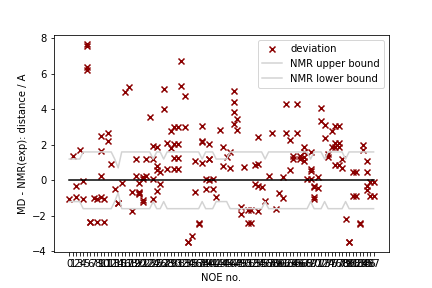 8
6
4
2
0
−2
−4
MD - NMR(exp): distance / A
deviation
NMR upper bound
NMR lower bound
NOE no.